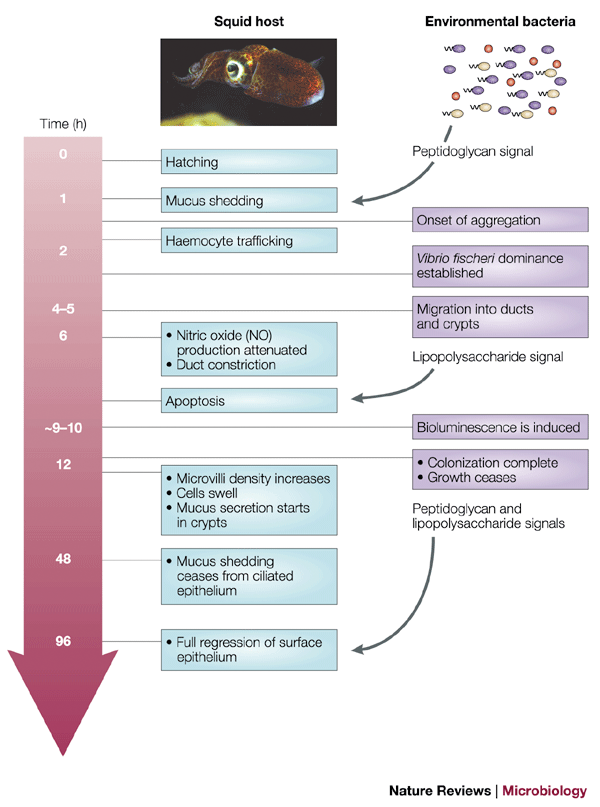 Squid host
Environmental bacteria
Time (h)
0
Hatching
Peptidoglycan signal
1
Mucus shedding
Onset of aggregation
2
Haemocyte trafficking
Vibrio fischeri dominance
established
4–5
Migration into ducts
and crypts
6
• Nitric oxide (NO)
production attenuated
• Duct constriction
Lipopolysaccharide signal
Apoptosis
~9–10
Bioluminescence is induced
12
• Colonization complete
• Growth ceases
• Microvilli density increases
• Cells swell
• Mucus secretion starts
in crypts
Peptidogycan and
lipopolysaccharide signals
48
• Mucus shedding
ceases from ciliated
epithelium
96
• Full regression of surface
epithelium
Nature Reviews | Microbiology